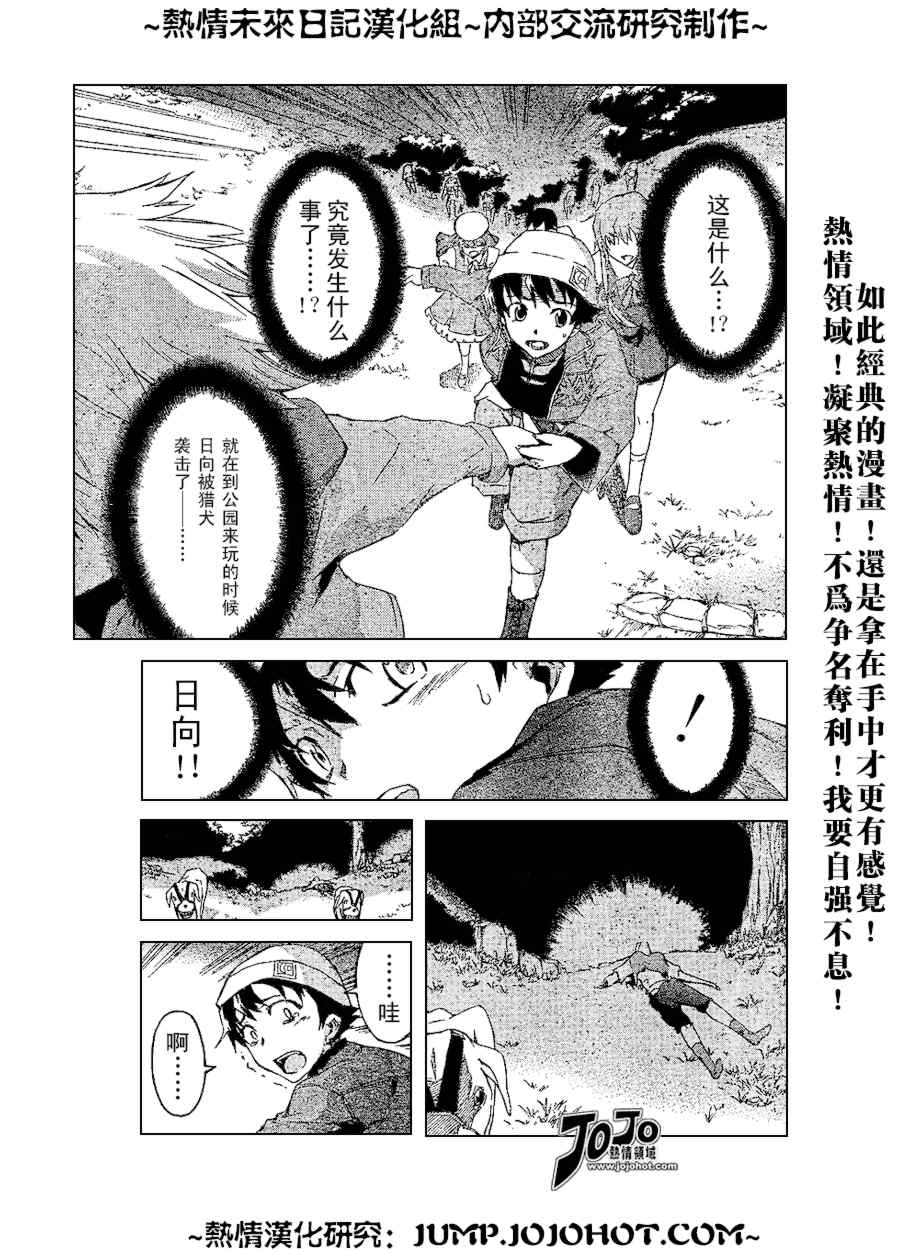 ~熱情未來日記漢化組~内部交流研究制作~
这是什么…!?
究竟发生什么
事了……!?
就在到公园来玩的时候
日向被猎犬
袭击了——……
！
日向!!
……哇
啊……
如此經典的漫畫！還是拿在手中才更有感覺！
熱情領域！凝聚熱情！不爲争名奪利！我要自强不息！
JOJO
熱情領域
www.jojohot.com
~熱情漢化研究：JUMP.JOJOHOT.COM~